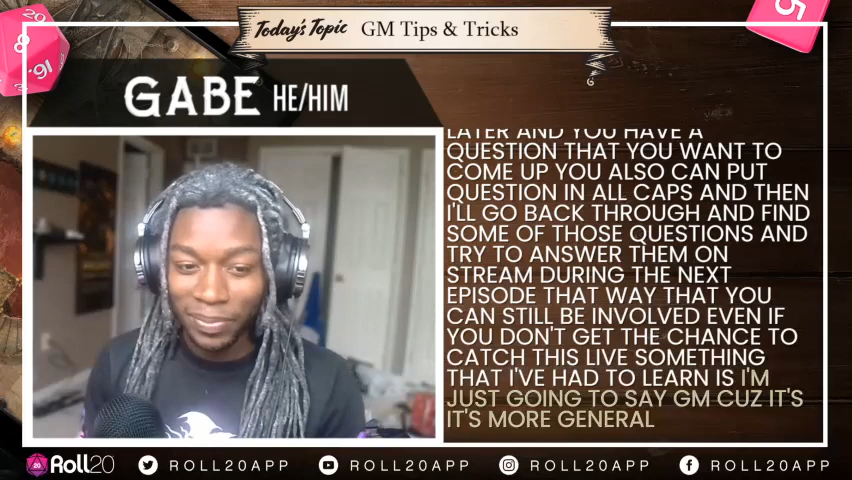 Today's Topic GM Tips & Tricks
GABE HE/HIM
LATER AND YOU HAVE A
QUESTION THAT YOU WANT TO
COME UP YOU ALSO CAN PUT
QUESTION IN ALL CAPS AND THEN
I'LL GO BACK THROUGH AND FIND
SOME OF THOSE QUESTIONS AND
TRY TO ANSWER THEM ON
STREAM DURING THE NEXT
EPISODE THAT WAY THAT YOU
CAN STILL BE INVOLVED EVEN IF
YOU DON'T GET THE CHANCE TO
CATCH THIS LIVE SOMETHING
THAT I'VE HAD TO LEARN IS I'M
JUST GOING TO SAY GM CUZ IT'S
IT'S MORE GENERAL
20 Roll20 ROLL20APP ROLL20APP ROLL20APP ROLL20APP